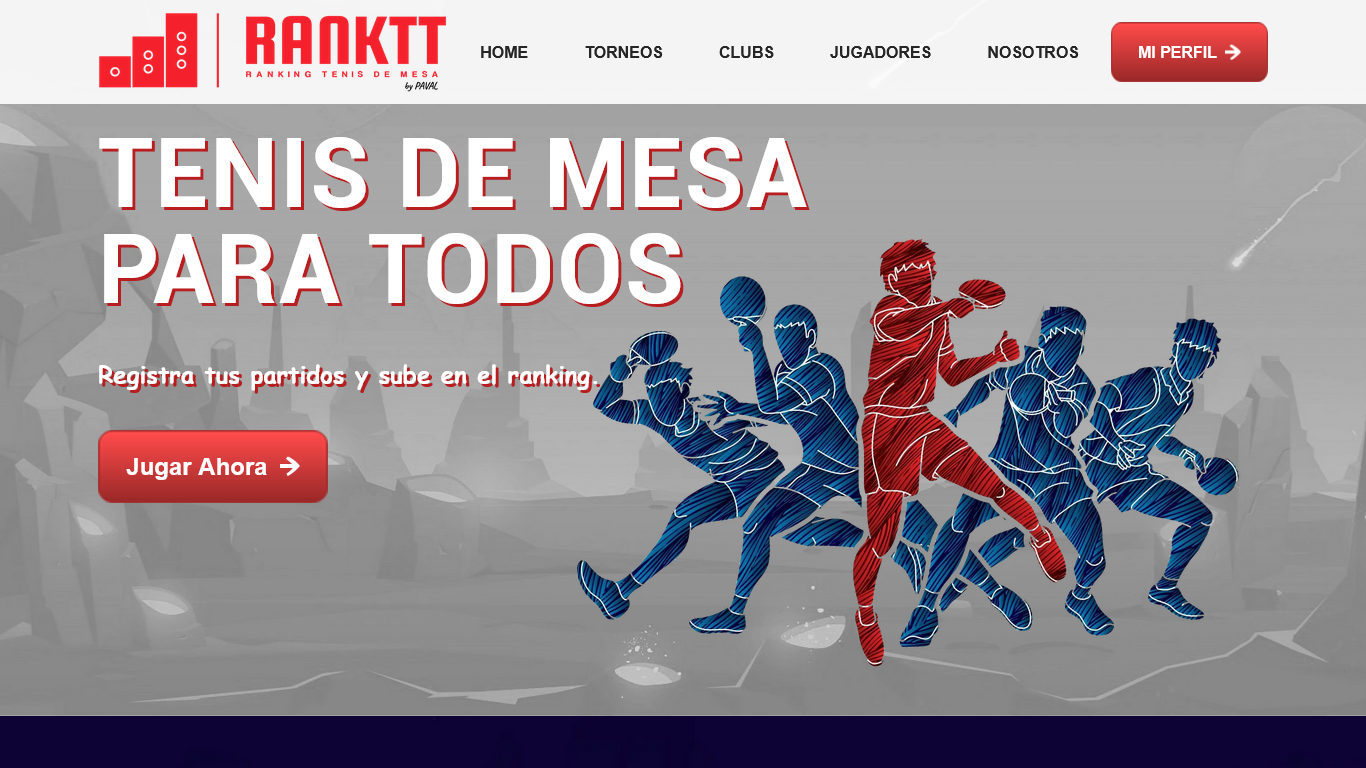 RANKTT
RANKING TENIS DE MESA
by PAVAL
HOME
TORNEOS
CLUBS
JUGADORES
NOSOTROS
MI PERFIL
TENIS DE MESA
PARA TODOS
Registra tus partidos y sube en el ranking.
Jugar Ahora